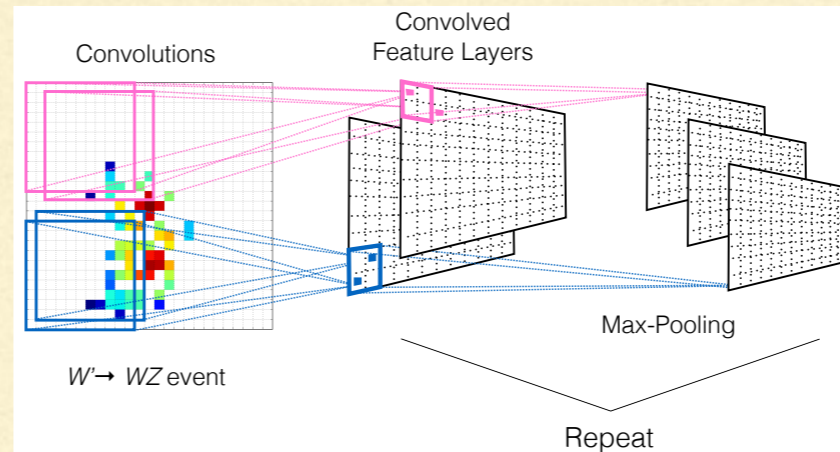 Convolutions
Convolved
Feature Layers
Max-Pooling
W'→ WZ event
Repeat